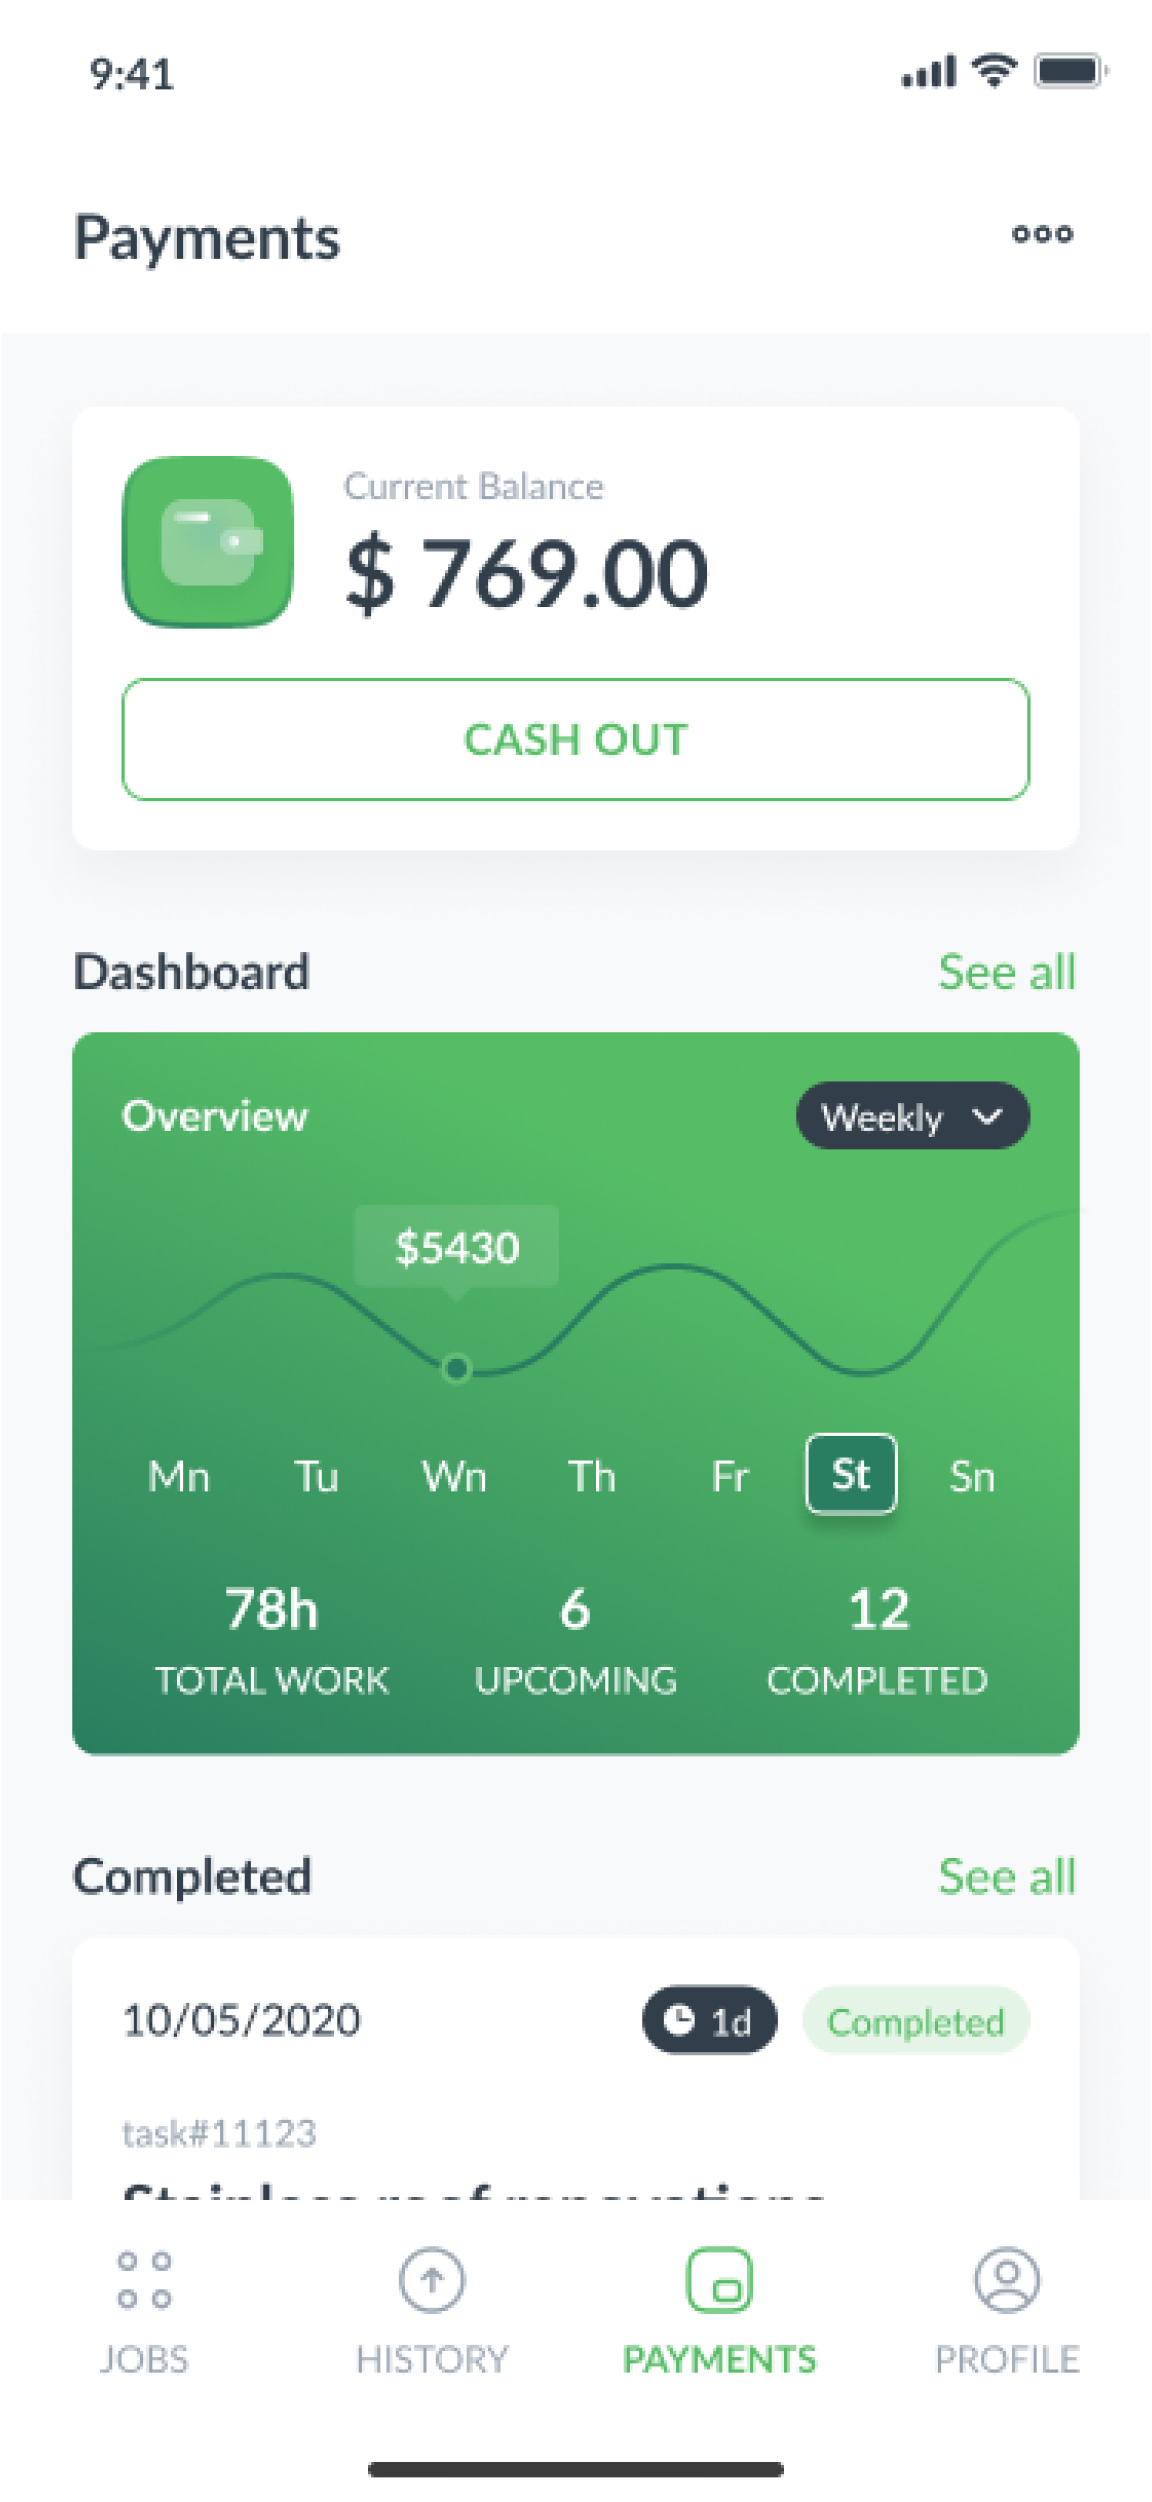 9:41
Payments
Current Balance
$ 769.00
CASH OUT
Dashboard
See all
Overview
Weekly
$5430
Mn Tu Wn Th Fr St Sn
78h 6 12
TOTAL WORK UPCOMING COMPLETED
Completed
See all
10/05/2020
1d
Completed
task#11123
JOBS HISTORY PAYMENTS PROFILE